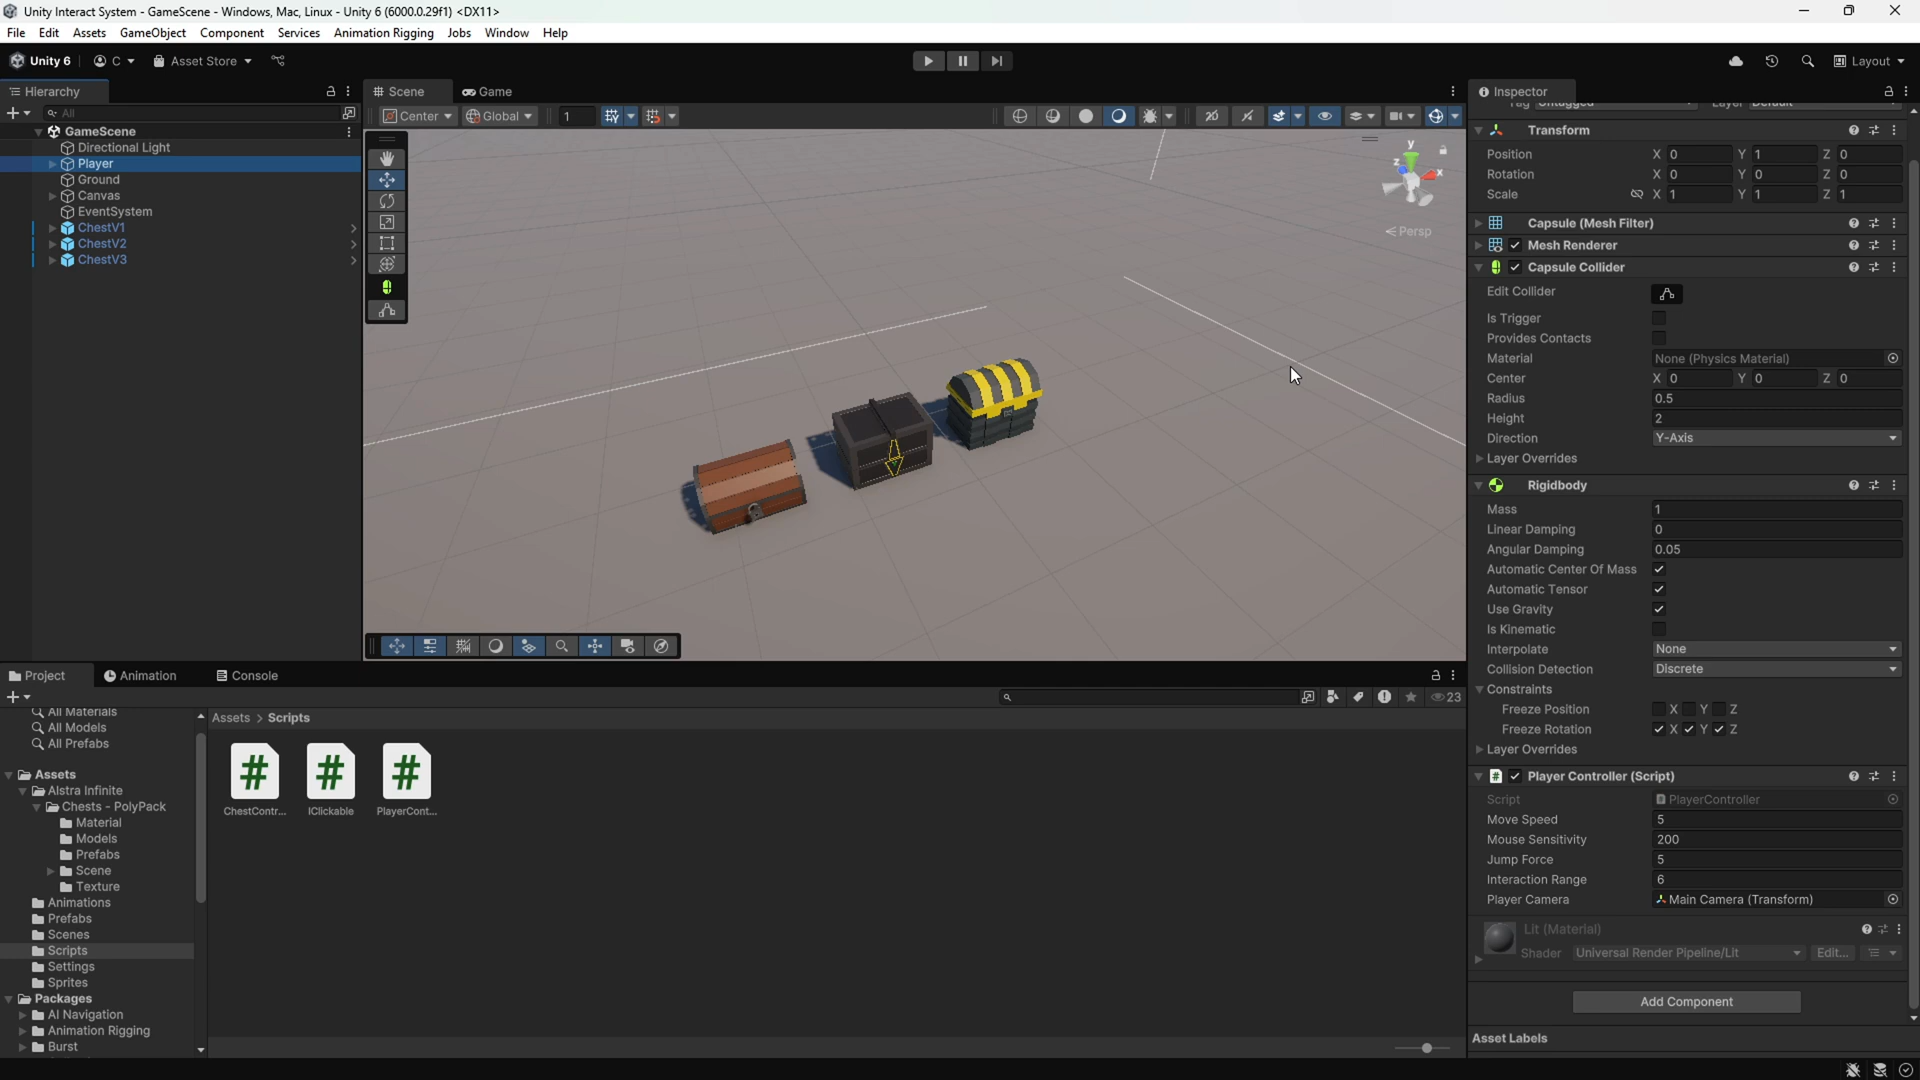 Unity Interact System - GameScene - Windows, Mac, Linux - Unity 6 (6000.0.29f1) <DX11>
File Edit Assets GameObject Component Services Animation Rigging Jobs Window Help
Unity 6 C Asset Store Layout
Hierarchy
All
GameScene
Directional Light
Player
Ground
Canvas
EventSystem
ChestV1
ChestV2
ChestV3
Scene Game
Center Global 1 2D
y
z x
Persp
Inspector
Tag Untagged Layer Default
Transform
Position X 0 Y 1 Z 0
Rotation X 0 Y 0 Z 0
Scale X 1 Y 1 Z 1
Capsule (Mesh Filter)
Mesh Renderer
Capsule Collider
Edit Collider
Is Trigger
Provides Contacts
Material None (Physics Material)
Center X 0 Y 0 Z 0
Radius 0.5
Height 2
Direction Y-Axis
Layer Overrides
Rigidbody
Mass 1
Linear Damping 0
Angular Damping 0.05
Automatic Center Of Mass
Automatic Tensor
Use Gravity
Is Kinematic
Interpolate None
Collision Detection Discrete
Constraints
Freeze Position X Y Z
Freeze Rotation X Y Z
Layer Overrides
Player Controller (Script)
Script PlayerController
Move Speed 5
Mouse Sensitivity 200
Jump Force 5
Interaction Range 6
Player Camera Main Camera (Transform)
Lit (Material)
Shader Universal Render Pipeline/Lit Edit...
Add Component
Asset Labels
Project Animation Console
23
All Materials
All Models
All Prefabs
Assets
Alstra Infinite
Chests - PolyPack
Material
Models
Prefabs
Scene
Texture
Animations
Prefabs
Scenes
Scripts
Settings
Sprites
Packages
AI Navigation
Animation Rigging
Burst
Assets > Scripts
# # #
ChestContr... IClickable PlayerCont...